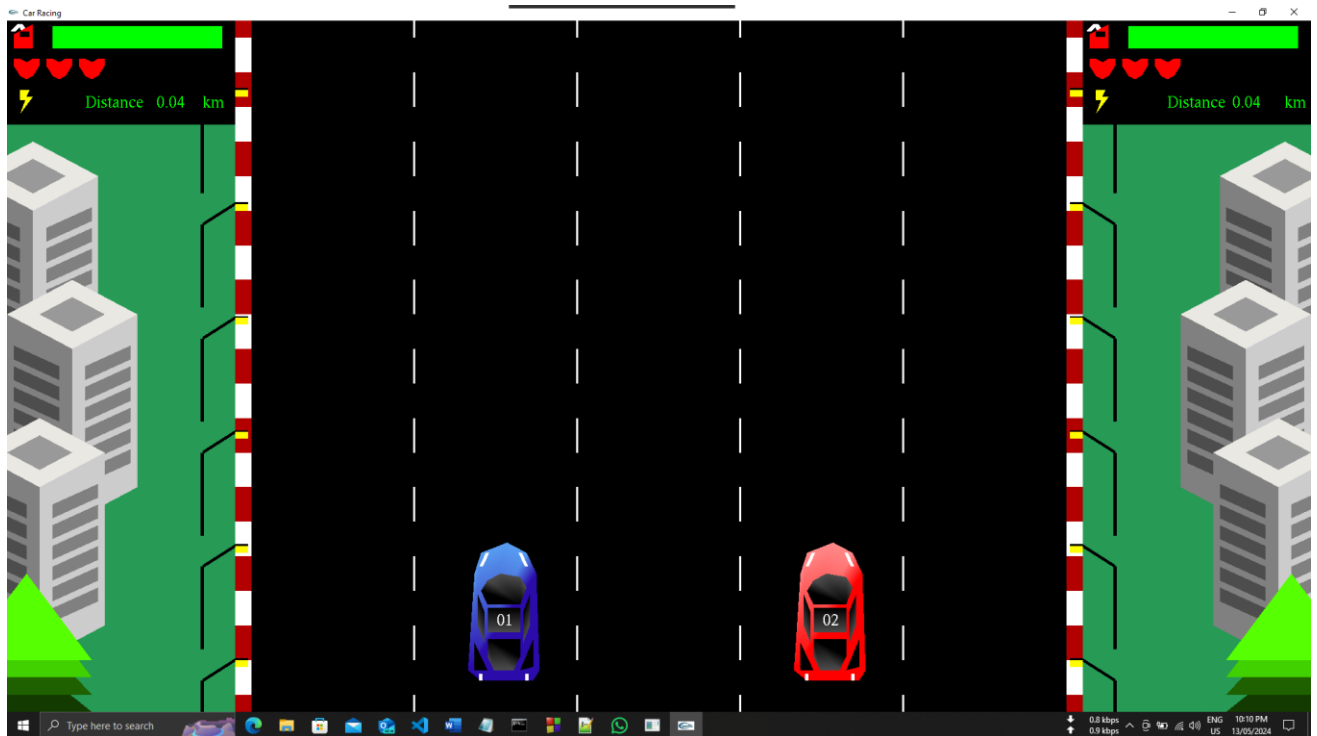 Car Racing
Distance 0.04 km
Distance 0.04 km
01
02
Type here to search
0.8 kbps
0.9 kbps
ENG
US
10:10 PM
13/05/2024